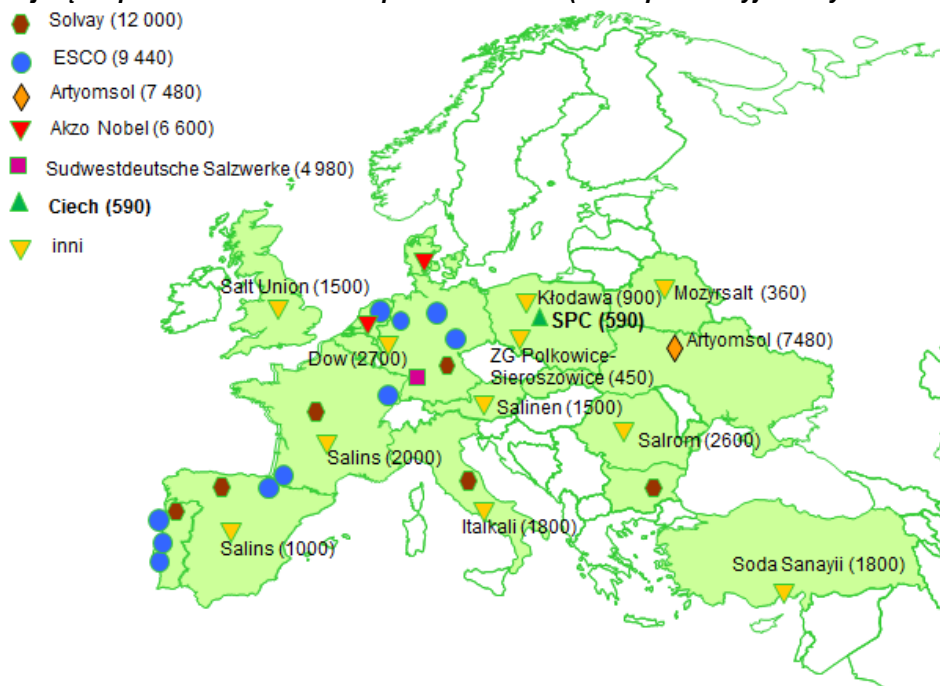 Solvay (12 000)
ESCO (9 440)
Artyomsol (7 480)
Akzo Nobel (6 600)
Sudwestdeutsche Salzwerke (4 980)
Ciech (590)
inni
Salt Union (1500)
Kłodawa (900)
Mozyrsalt (360)
SPC (590)
Artyomsol (7480)
Dow (2700)
ZG Polkowice-
Sieroszowice (450)
Salinen (1500)
Salrom (2600)
Salins (2000)
Italkali (1800)
Salins (1000)
Soda Sanayii (1800)